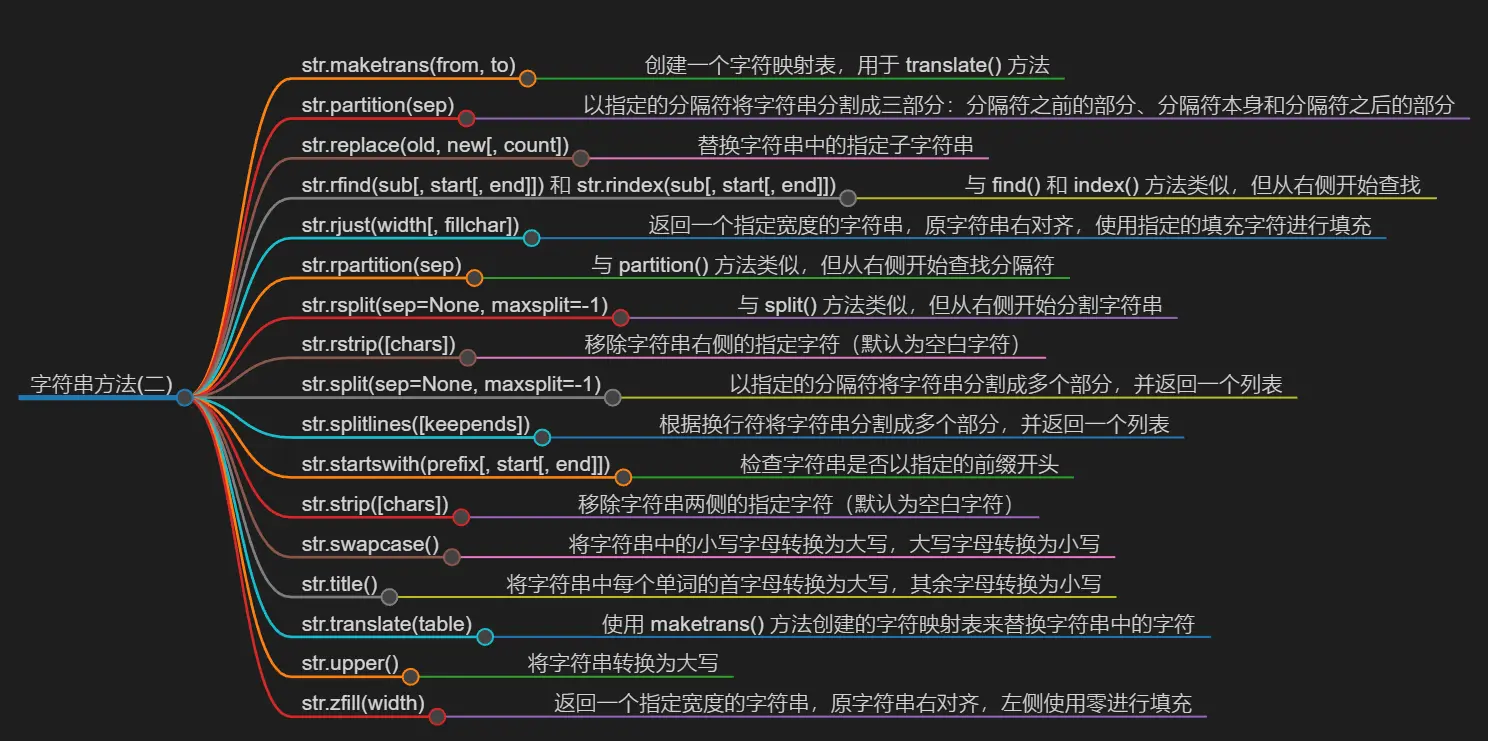 str.maketrans(from, to) 创建一个字符映射表，用于 translate() 方法
str.partition(sep) 以指定的分隔符将字符串分割成三部分：分隔符之前的部分、分隔符本身和分隔符之后的部分
str.replace(old, new[, count]) 替换字符串中的指定子字符串
str.rfind(sub[, start[, end]]) 和 str.rindex(sub[, start[, end]]) 与 find() 和 index() 方法类似，但从右侧开始查找
str.rjust(width[, fillchar]) 返回一个指定宽度的字符串，原字符串右对齐，使用指定的填充字符进行填充
str.rpartition(sep) 与 partition() 方法类似，但从右侧开始查找分隔符
str.rsplit(sep=None, maxsplit=-1) 与 split() 方法类似，但从右侧开始分割字符串
str.rstrip([chars]) 移除字符串右侧的指定字符（默认为空白字符）
字符串方法(二) str.split(sep=None, maxsplit=-1) 以指定的分隔符将字符串分割成多个部分，并返回一个列表
str.splitlines([keepends]) 根据换行符将字符串分割成多个部分，并返回一个列表
str.startswith(prefix[, start[, end]]) 检查字符串是否以指定的前缀开头
str.strip([chars]) 移除字符串两侧的指定字符（默认为空白字符）
str.swapcase() 将字符串中的小写字母转换为大写，大写字母转换为小写
str.title() 将字符串中每个单词的首字母转换为大写，其余字母转换为小写
str.translate(table) 使用 maketrans() 方法创建的字符映射表来替换字符串中的字符
str.upper() 将字符串转换为大写
str.zfill(width) 返回一个指定宽度的字符串，原字符串右对齐，左侧使用零进行填充